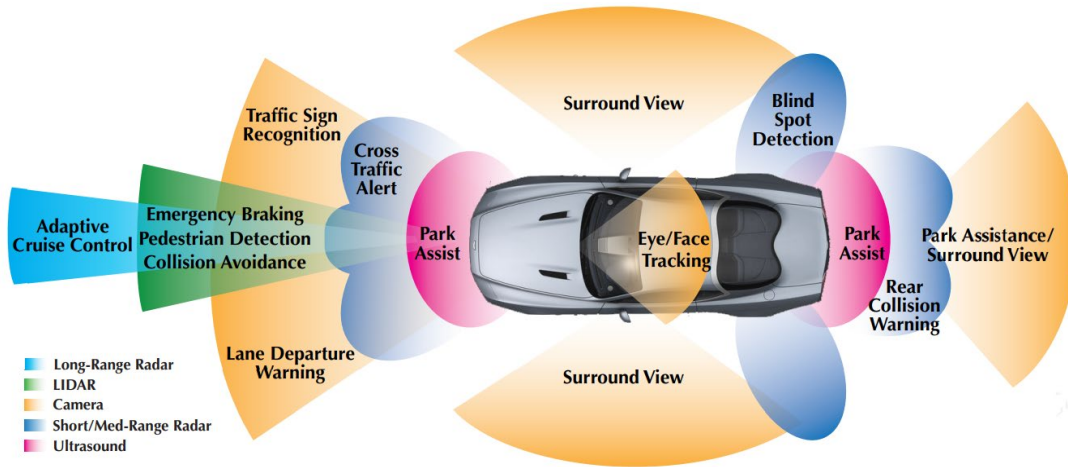 Surround View
Blind
Spot
Detection
Traffic Sign
Recognition
Cross
Traffic
Alert
Adaptive
Cruise Control
Emergency Braking
Pedestrian Detection
Collision Avoidance
Park
Assist
Eye/Face
Tracking
Park
Assist
Park Assistance/
Surround View
Rear
Collision
Warning
Lane Departure
Warning
Surround View
Long-Range Radar
LIDAR
Camera
Short/Med-Range Radar
Ultrasound